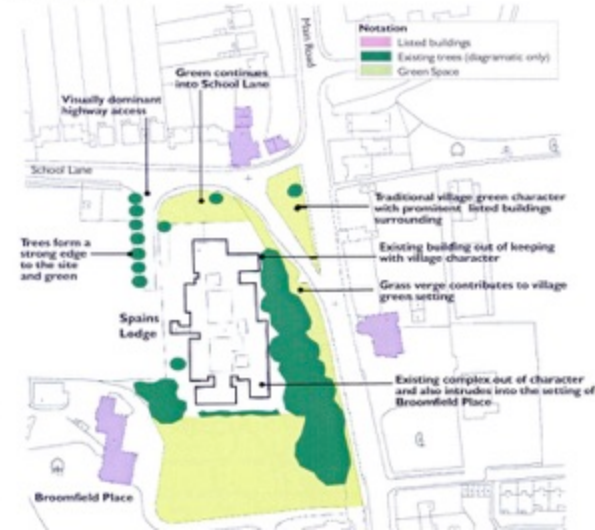 Notation
Listed buildings
Existing trees (diagramatic only)
Green Space
Main Road
Green continues
into School Lane
Visually dominant
highway access
School Lane
Traditional village green character
with prominent listed buildings
surrounding
Trees form a
strong edge
to the site
and green
Existing building out of keeping
with village character
Grass verge contributes to village
green setting
Spains
Lodge
Existing complex out of character
and also intrudes into the setting of
Broomfield Place
Broomfield Place